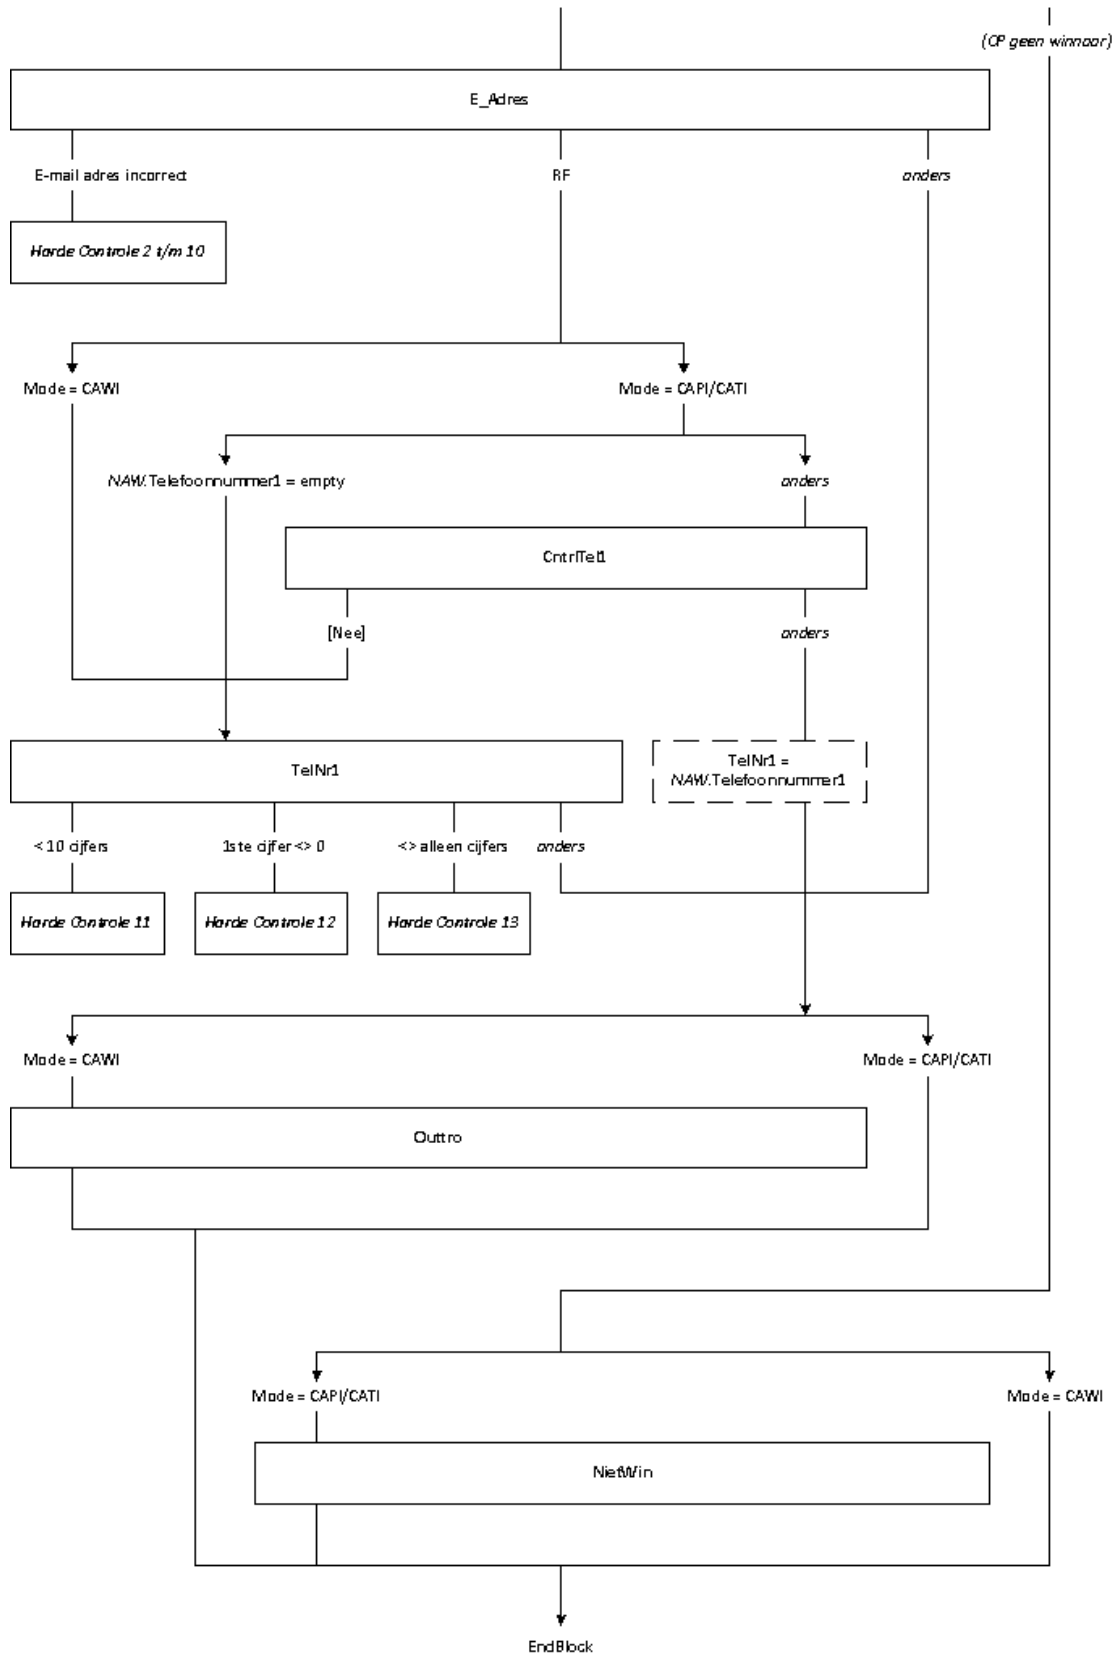 (OP geen winnaar)
E_Adres
E-mail adres incorrect
RF
anders
Harde Controle 2 t/m 10
Mode = CAWI
Mode = CAPI/CATI
NAW.Telefoonnummer1 = empty
anders
CntrlTel1
[Nee]
anders
TelNr1
TelNr1 =
NAW.Telefoonnummer1
< 10 cijfers
1ste cijfer <> 0
<> alleen cijfers
anders
Harde Controle 11
Harde Controle 12
Harde Controle 13
Mode = CAWI
Mode = CAPI/CATI
Outtro
Mode = CAPI/CATI
Mode = CAWI
NietWin
EndBlock